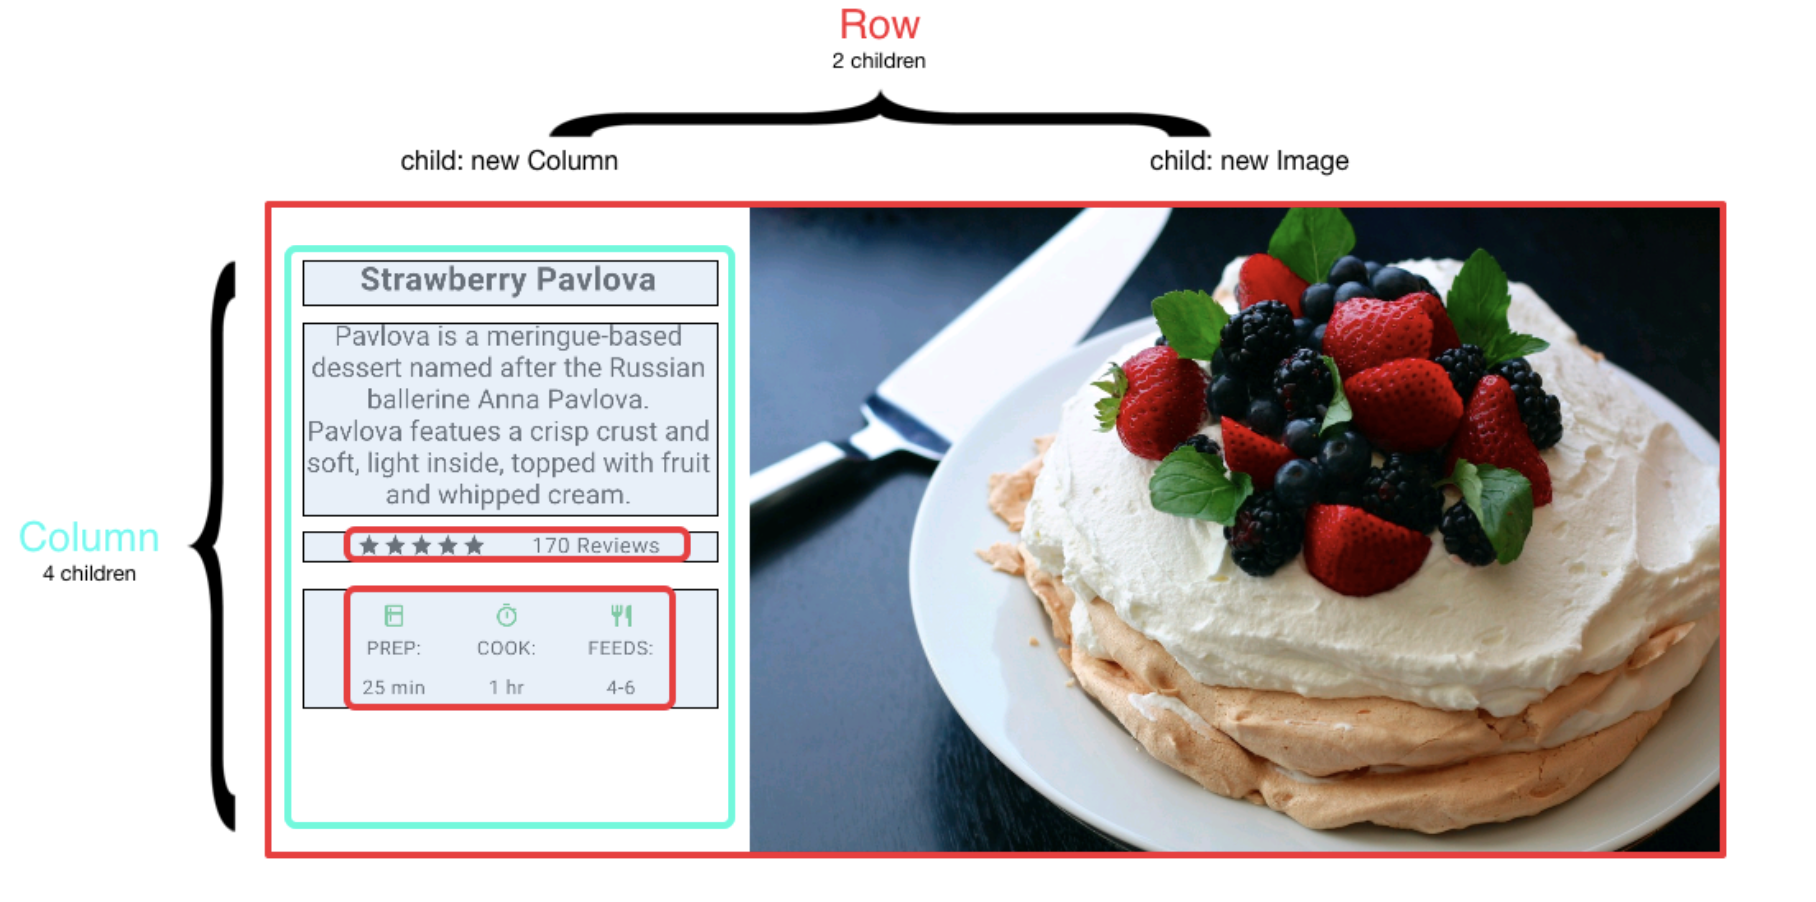 Row
2 children
child: new Column
child: new Image
Column
4 children
Strawberry Pavlova
Pavlova is a meringue-based
dessert named after the Russian
ballerine Anna Pavlova.
Pavlova featues a crisp crust and
soft, light inside, topped with fruit
and whipped cream.
170 Reviews
PREP: COOK: FEEDS:
25 min 1 hr 4-6